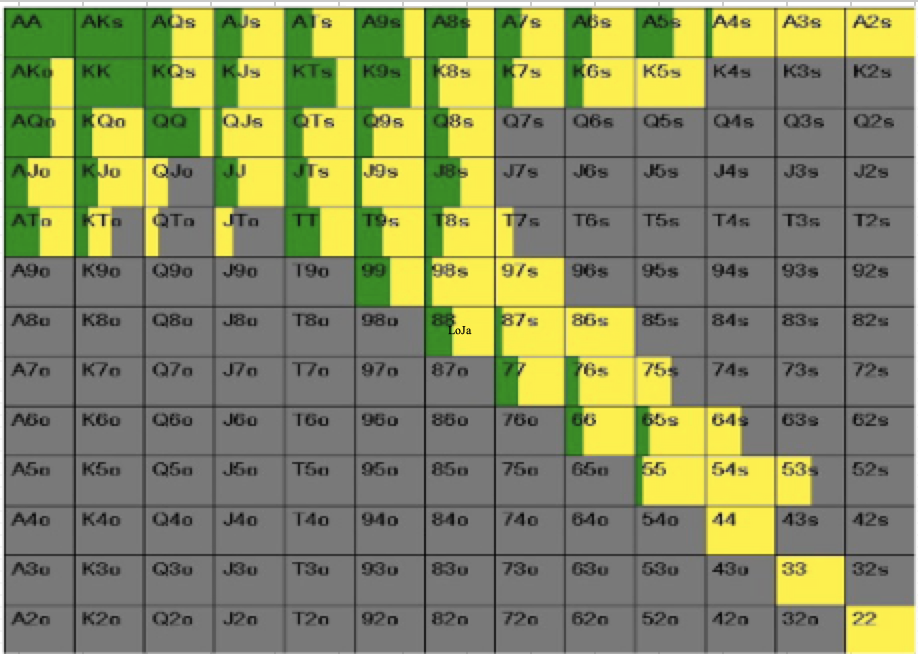 AA AKs AQs AJs ATs A9s A8s A7s A6s A5s A4s A3s A2s
AKo KK KQs KJs KTs K9s K8s K7s K6s K5s K4s K3s K2s
AQo KQo QQ QJs QTs Q9s Q8s Q7s Q6s Q5s Q4s Q3s Q2s
AJo KJo QJo JJ JTs J9s J8s J7s J6s J5s J4s J3s J2s
ATo KTo QTo JTo TT T9s T8s T7s T6s T5s T4s T3s T2s
A9o K9o Q9o J9o T9o 99 98s 97s 96s 95s 94s 93s 92s
A8o K8o Q8o J8o T8o 98o 88 87s 86s 85s 84s 83s 82s
LoJa
A7o K7o Q7o J7o T7o 97o 87o 77 76s 75s 74s 73s 72s
A6o K6o Q6o J6o T6o 96o 86o 76o 66 65s 64s 63s 62s
A5o K5o Q5o J5o T5o 95o 85o 75o 65o 55 54s 53s 52s
A4o K4o Q4o J4o T4o 94o 84o 74o 64o 54o 44 43s 42s
A3o K3o Q3o J3o T3o 93o 83o 73o 63o 53o 43o 33 32s
A2o K2o Q2o J2o T2o 92o 82o 72o 62o 52o 42o 32o 22